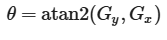 θ = atan2(G_y, G_x)